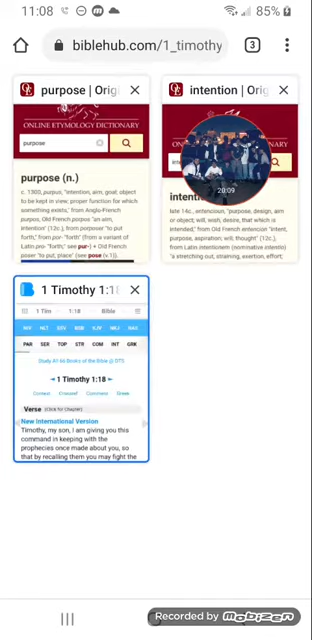 11:08 85%
biblehub.com/1_timothy 3
purpose | Ori
ONLINE ETYMOLOGY DICTIONARY
purpose
purpose (n.)
c. 1300, purpus, "intention, aim, goal; object
to be kept in view; proper function for which
something exists," from Anglo-French
purpos, Old French porpos "an aim,
intention" (12c.), from porposer "to put
forth," from por- "forth" (from a variant of
Latin pro- "forth;" see pur-) + Old French
poser "to put, place" (see pose (v.1)).
intention | Orig
20:09
intenti
late 14c., entencioun, "purpose, design, aim
or object; will, wish, desire, that which is
intended," from Old French entencion "intent,
purpose, aspiration; will; thought" (12c.),
from Latin intentionem (nominative intentio)
"a stretching out, straining, exertion, effort;
1 Timothy 1:1
1 Tim 1:18 Bible
NIV NLT ESV BSB KJV NKJ NAS
PAR SER TOP STR COM INT GRK
Study All 66 Books of the Bible @ DTS
◄ 1 Timothy 1:18 ►
Context Crossref Comment Greek
Verse (Click for Chapter)
New International Version
Timothy, my son, I am giving you this
command in keeping with the
prophecies once made about you, so
that by recalling them you may fight the
Recorded by mobizen